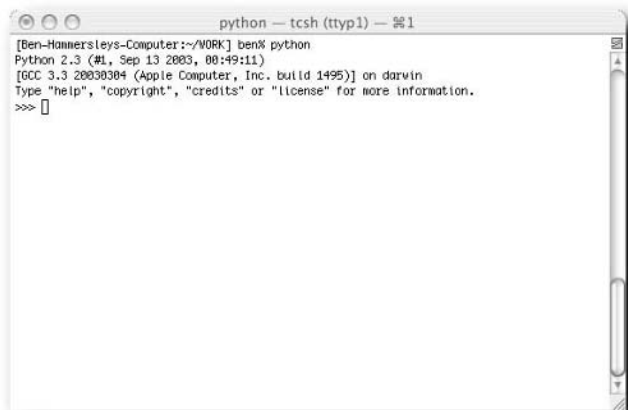 python — tcsh (ttyp1) — ⌘1
[Ben-Hammersleys-Computer:~/WORK] ben% python
Python 2.3 (#1, Sep 13 2003, 00:49:11)
[GCC 3.3 20030304 (Apple Computer, Inc. build 1495)] on darwin
Type "help", "copyright", "credits" or "license" for more information.
>>>